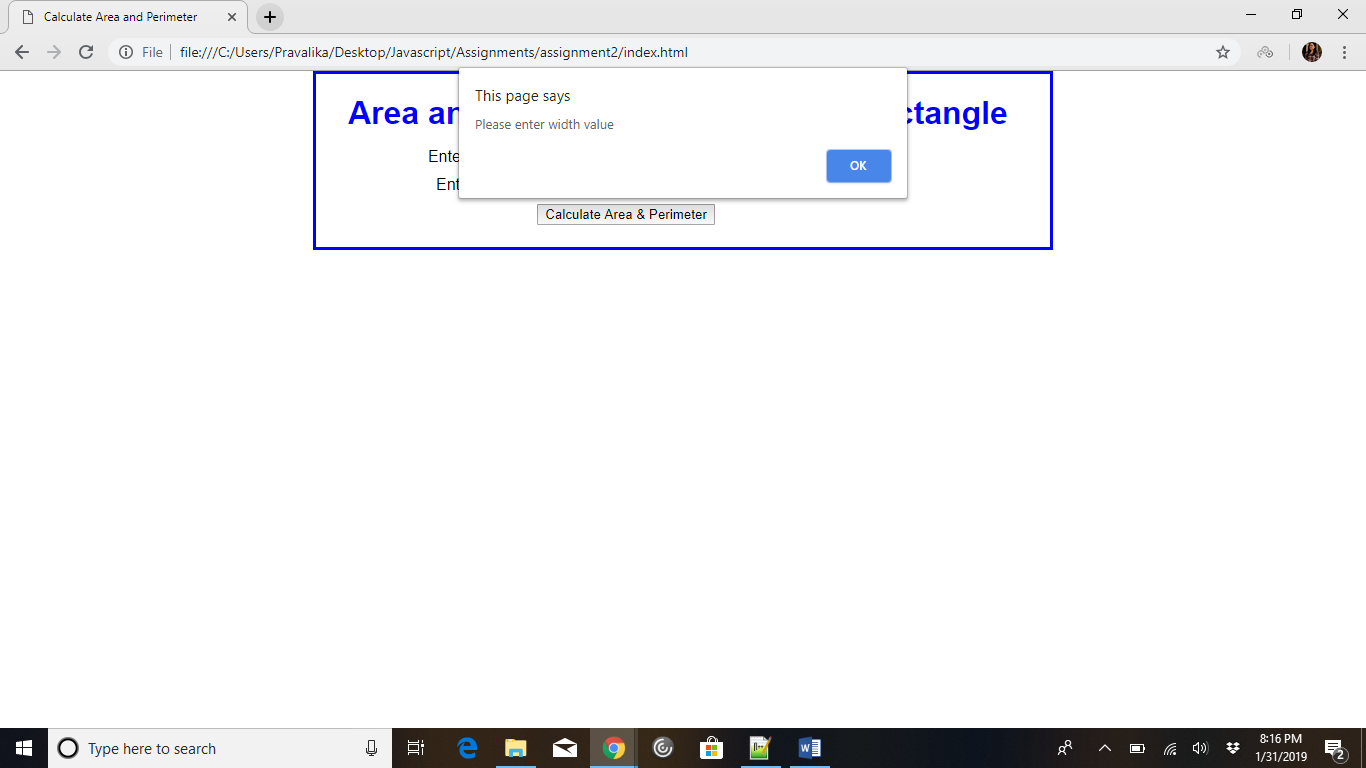 Calculate Area and Perimeter
File file:///C:/Users/Pravalika/Desktop/Javascript/Assignments/assignment2/index.html
This page says
Please enter width value
OK
Area an ctangle
Ente
Ent
Calculate Area & Perimeter
Type here to search
8:16 PM
1/31/2019
2